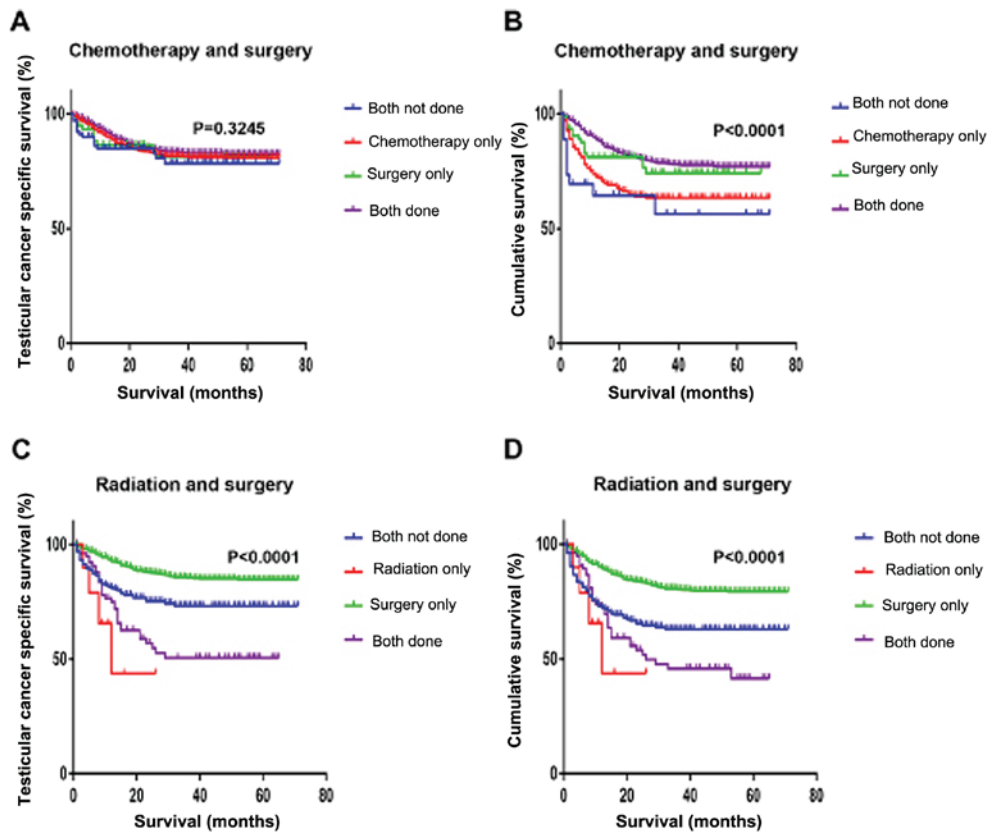 A
Chemotherapy and surgery
Testicular cancer specific survival (%)
100
50
0
0 20 40 60 80
P=0.3245
Survival (months)
Both not done
Chemotherapy only
Surgery only
Both done
B
Chemotherapy and surgery
Cumulative survival (%)
100
50
0
0 20 40 60 80
P<0.0001
Survival (months)
Both not done
Chemotherapy only
Surgery only
Both done
C
Radiation and surgery
Testicular cancer specific survival (%)
100
50
0
0 20 40 60 80
P<0.0001
Survival (months)
Both not done
Radiation only
Surgery only
Both done
D
Radiation and surgery
Cumulative survival (%)
100
50
0
0 20 40 60 80
P<0.0001
Survival (months)
Both not done
Radiation only
Surgery only
Both done